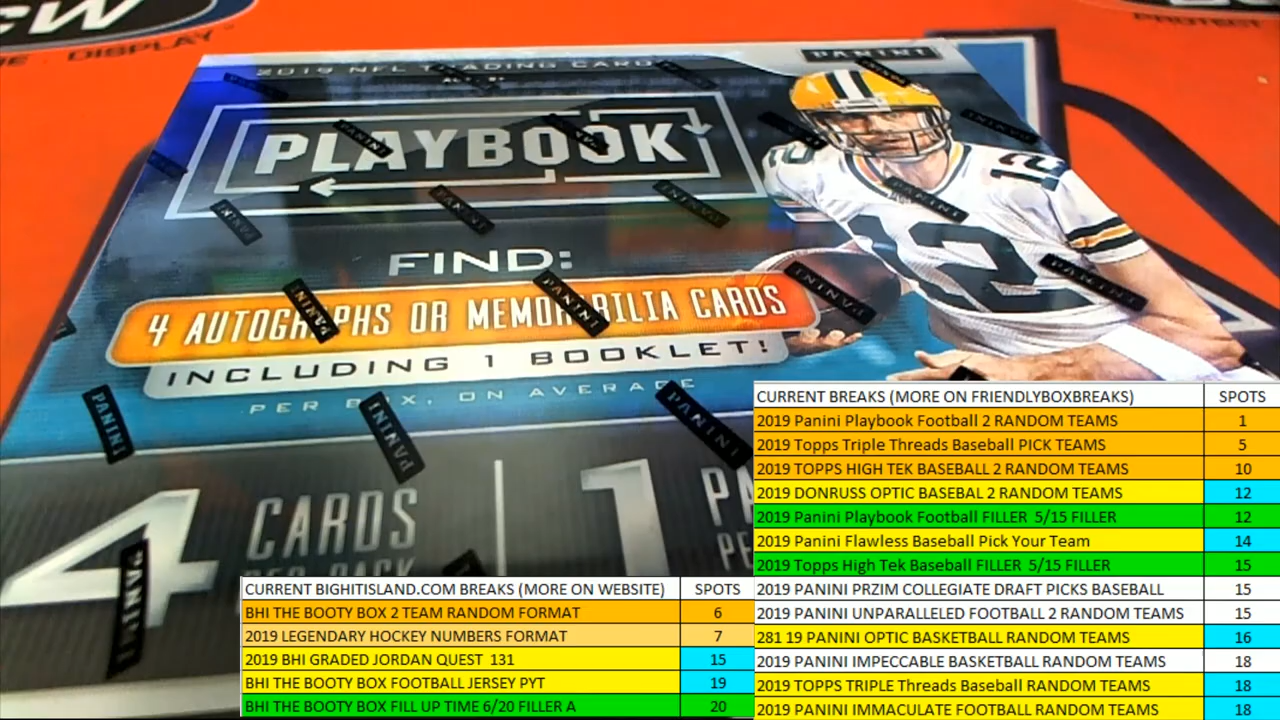 CW
DISPLAY
PROTECT
2019 NFL TRADING CARDS
PANINI
PLAYBOOK
12
FIND:
4 AUTOGRAPHS OR MEMORABILIA CARDS
INCLUDING 1 BOOKLET!
PER BOX, ON AVERAGE
4 CARDS
PER PACK
1
CURRENT BREAKS (MORE ON FRIENDLYBOXBREAKS) SPOTS
2019 Panini Playbook Football 2 RANDOM TEAMS 1
2019 Topps Triple Threads Baseball PICK TEAMS 5
2019 TOPPS HIGH TEK BASEBALL 2 RANDOM TEAMS 10
2019 DONRUSS OPTIC BASEBAL 2 RANDOM TEAMS 12
2019 Panini Playbook Football FILLER 5/15 FILLER 12
2019 Panini Flawless Baseball Pick Your Team 14
2019 Topps High Tek Baseball FILLER 5/15 FILLER 15
2019 PANINI PRZIM COLLEGIATE DRAFT PICKS BASEBALL 15
2019 PANINI UNPARALLELED FOOTBALL 2 RANDOM TEAMS 15
281 19 PANINI OPTIC BASKETBALL RANDOM TEAMS 16
2019 PANINI IMPECCABLE BASKETBALL RANDOM TEAMS 18
2019 TOPPS TRIPLE Threads Baseball RANDOM TEAMS 18
2019 PANINI IMMACULATE FOOTBALL RANDOM TEAMS 18
CURRENT BIGHITISLAND.COM BREAKS (MORE ON WEBSITE) SPOTS
BHI THE BOOTY BOX 2 TEAM RANDOM FORMAT 6
2019 LEGENDARY HOCKEY NUMBERS FORMAT 7
2019 BHI GRADED JORDAN QUEST 131 15
BHI THE BOOTY BOX FOOTBALL JERSEY PYT 19
BHI THE BOOTY BOX FILL UP TIME 6/20 FILLER A 20